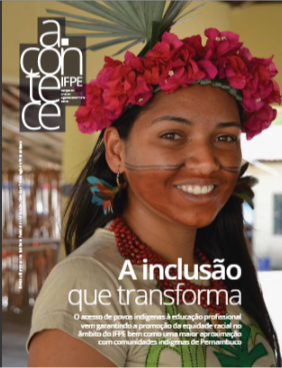 a.
con
te
ce
IFPE
A inclusão
que transforma
O acesso de povos indígenas à educação profissional
vem garantindo a promoção da equidade racial no
âmbito do IFPE bem como uma maior aproximação
com comunidades indígenas de Pernambuco